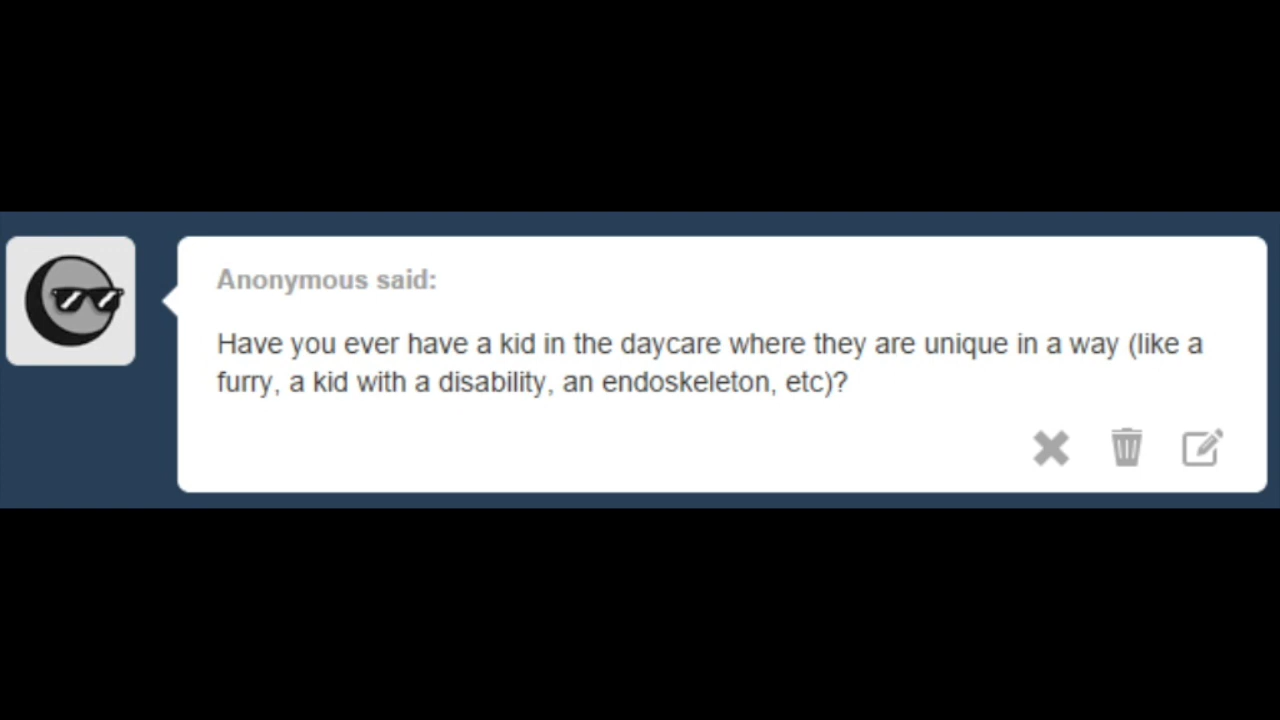 Anonymous said:
Have you ever have a kid in the daycare where they are unique in a way (like a
furry, a kid with a disability, an endoskeleton, etc)?